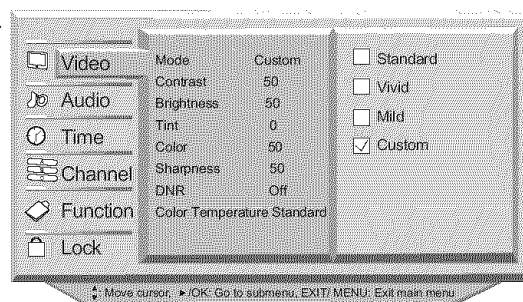 Video
Audio
Time
Channel
Function
Lock
Mode Custom
Contrast 50
Brightness 50
Tint 0
Color 50
Sharpness 50
DNR Off
Color Temperature Standard
Standard
Vivid
Mild
Custom
: Move cursor, ►/OK: Go to submenu, EXIT/ MENU: Exit main menu